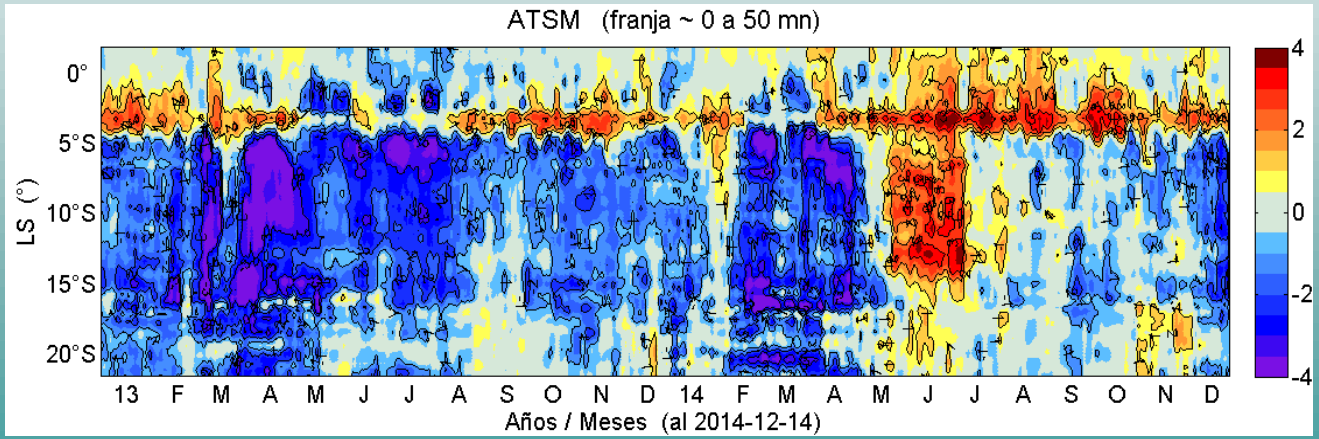 ATSM (franja ~ 0 a 50 mn)
0°
5°S
10°S
15°S
20°S
LS (°)
4
2
0
-2
-4
13 F M A M J J A S O N D 14 F M A M J J A S O N D
Años / Meses (al 2014-12-14)